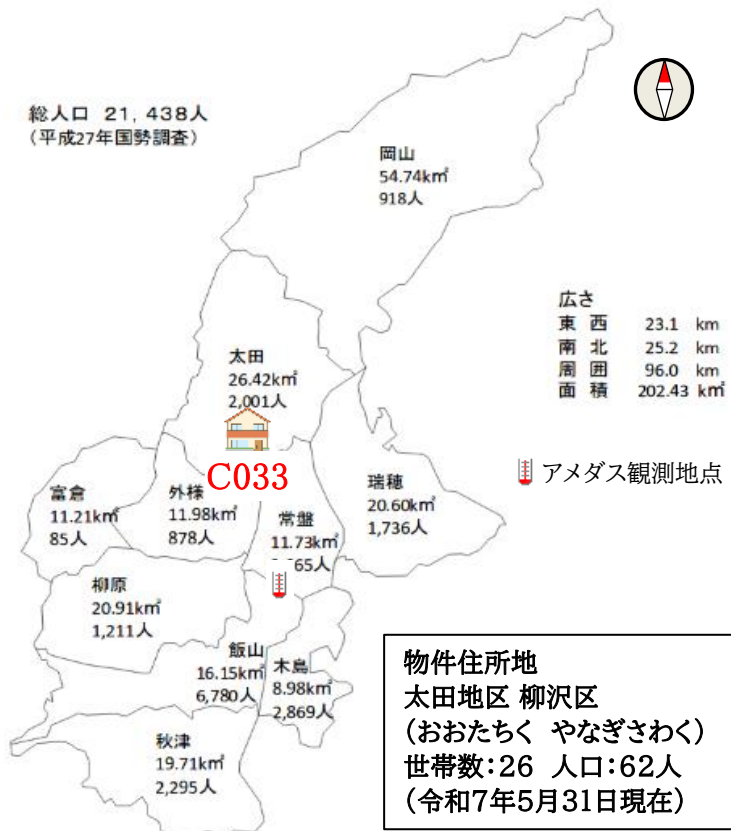 総人口 21,438人
(平成27年国勢調査)
岡山
54.74k㎡
918人
広さ
東 西 23.1 km
南 北 25.2 km
周 囲 96.0 km
面 積 202.43 k㎡
太田
26.42k㎡
2,001人
C033
アメダス観測地点
富倉
11.21k㎡
85人
外様
11.98k㎡
878人
常盤
11.73k㎡
65人
瑞穂
20.60k㎡
1,736人
柳原
20.91k㎡
1,211人
飯山
16.15k㎡
6,780人
木島
8.98k㎡
2,869人
秋津
19.71k㎡
2,295人
物件住所地
太田地区 柳沢区
(おおたちく やなぎさわく)
世帯数:26 人口:62人
(令和7年5月31日現在)